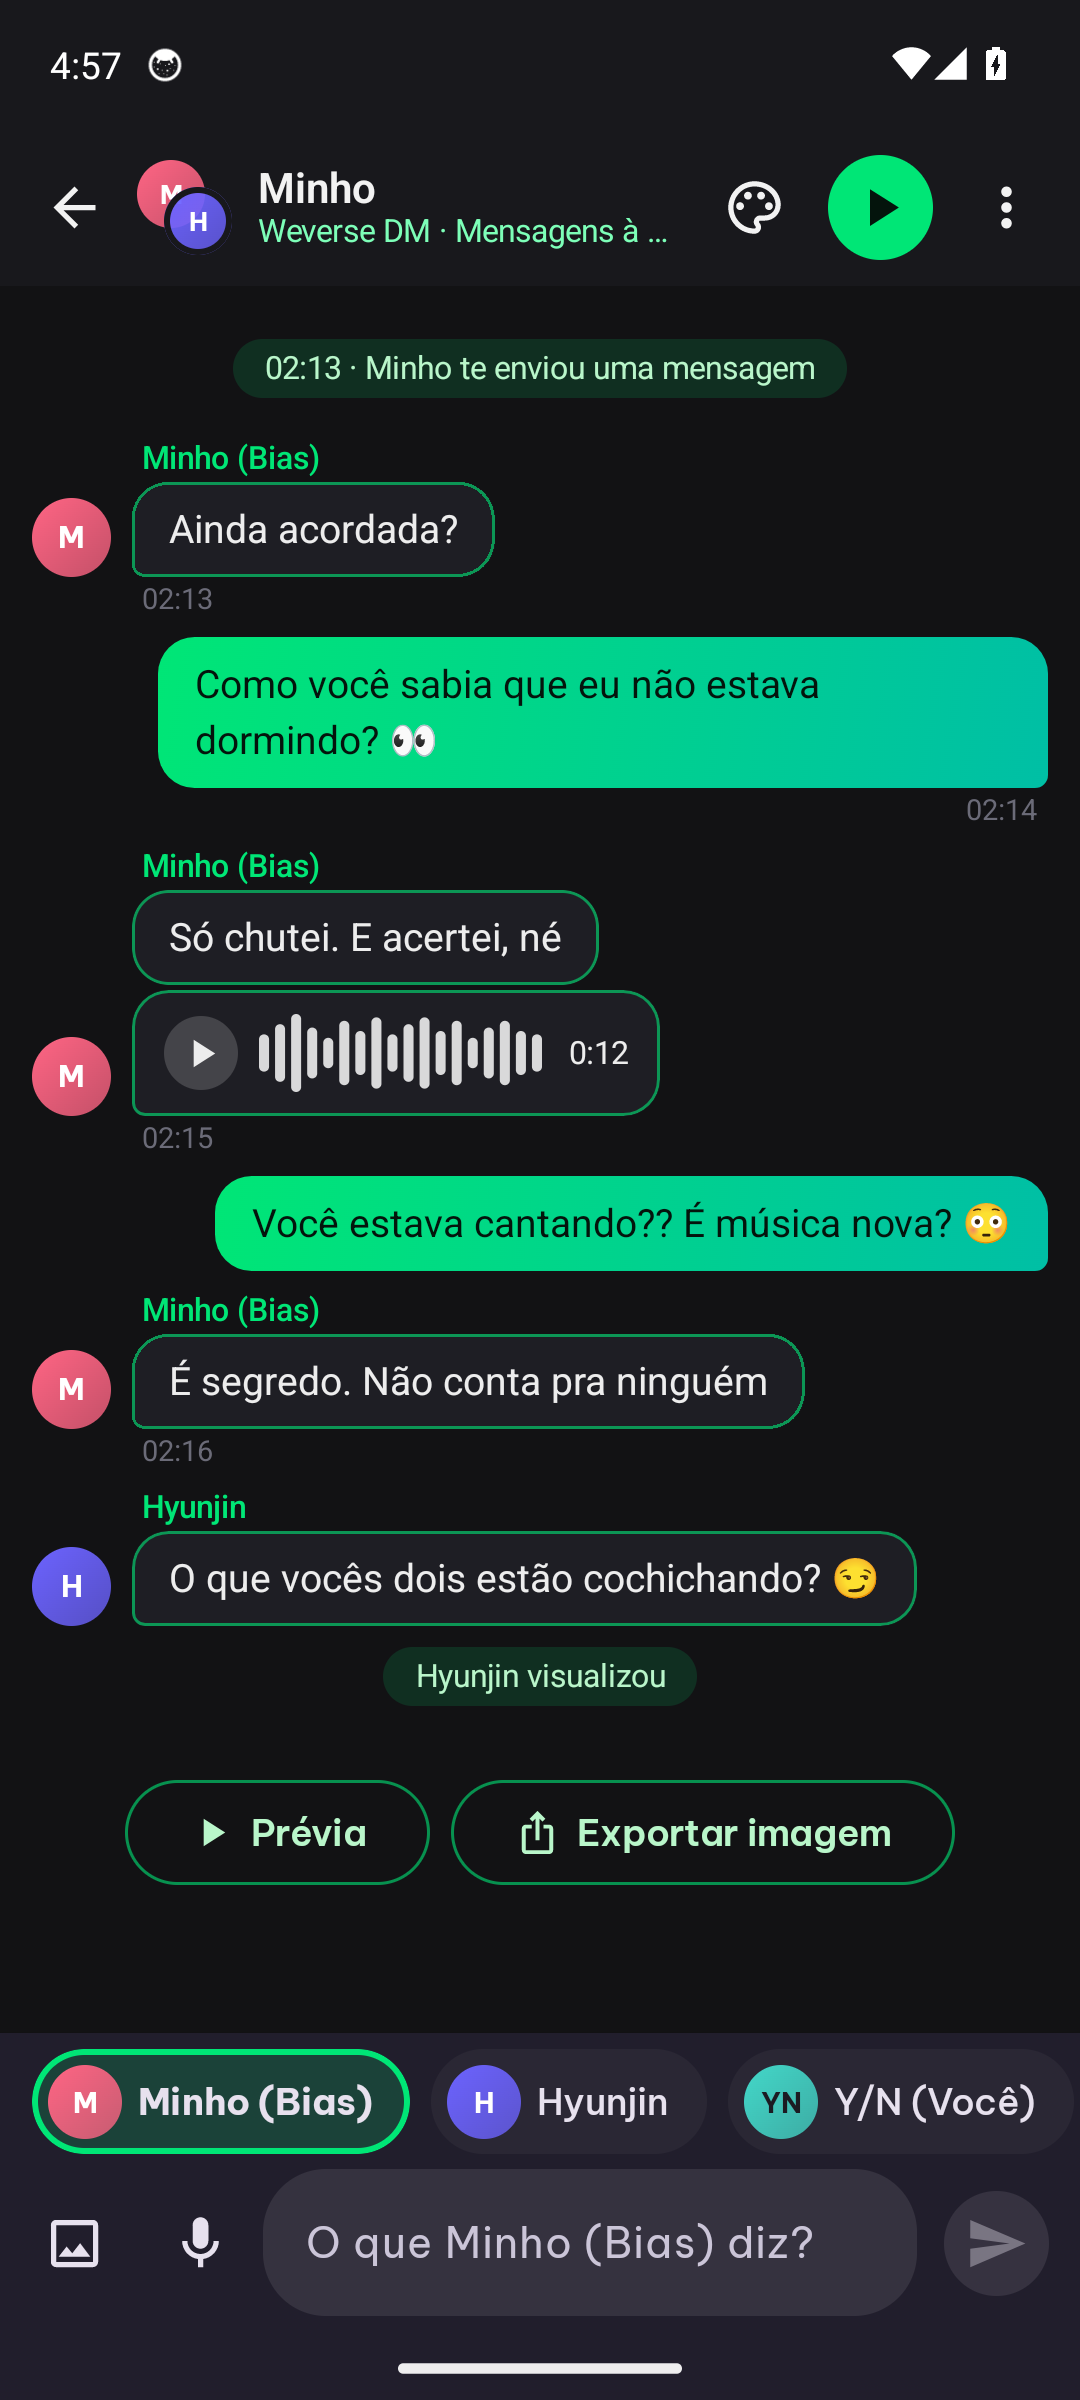 4:57
M
H
Minho
Weverse DM · Mensagens à ...
02:13 · Minho te enviou uma mensagem
Minho (Bias)
M
Ainda acordada?
02:13
Como você sabia que eu não estava
dormindo? 👀
02:14
Minho (Bias)
Só chutei. E acertei, né
M
0:12
02:15
Você estava cantando?? É música nova? 😳
Minho (Bias)
M
É segredo. Não conta pra ninguém
02:16
Hyunjin
H
O que vocês dois estão cochichando? 😏
Hyunjin visualizou
Prévia
Exportar imagem
M
Minho (Bias)
H
Hyunjin
YN
Y/N (Você)
O que Minho (Bias) diz?